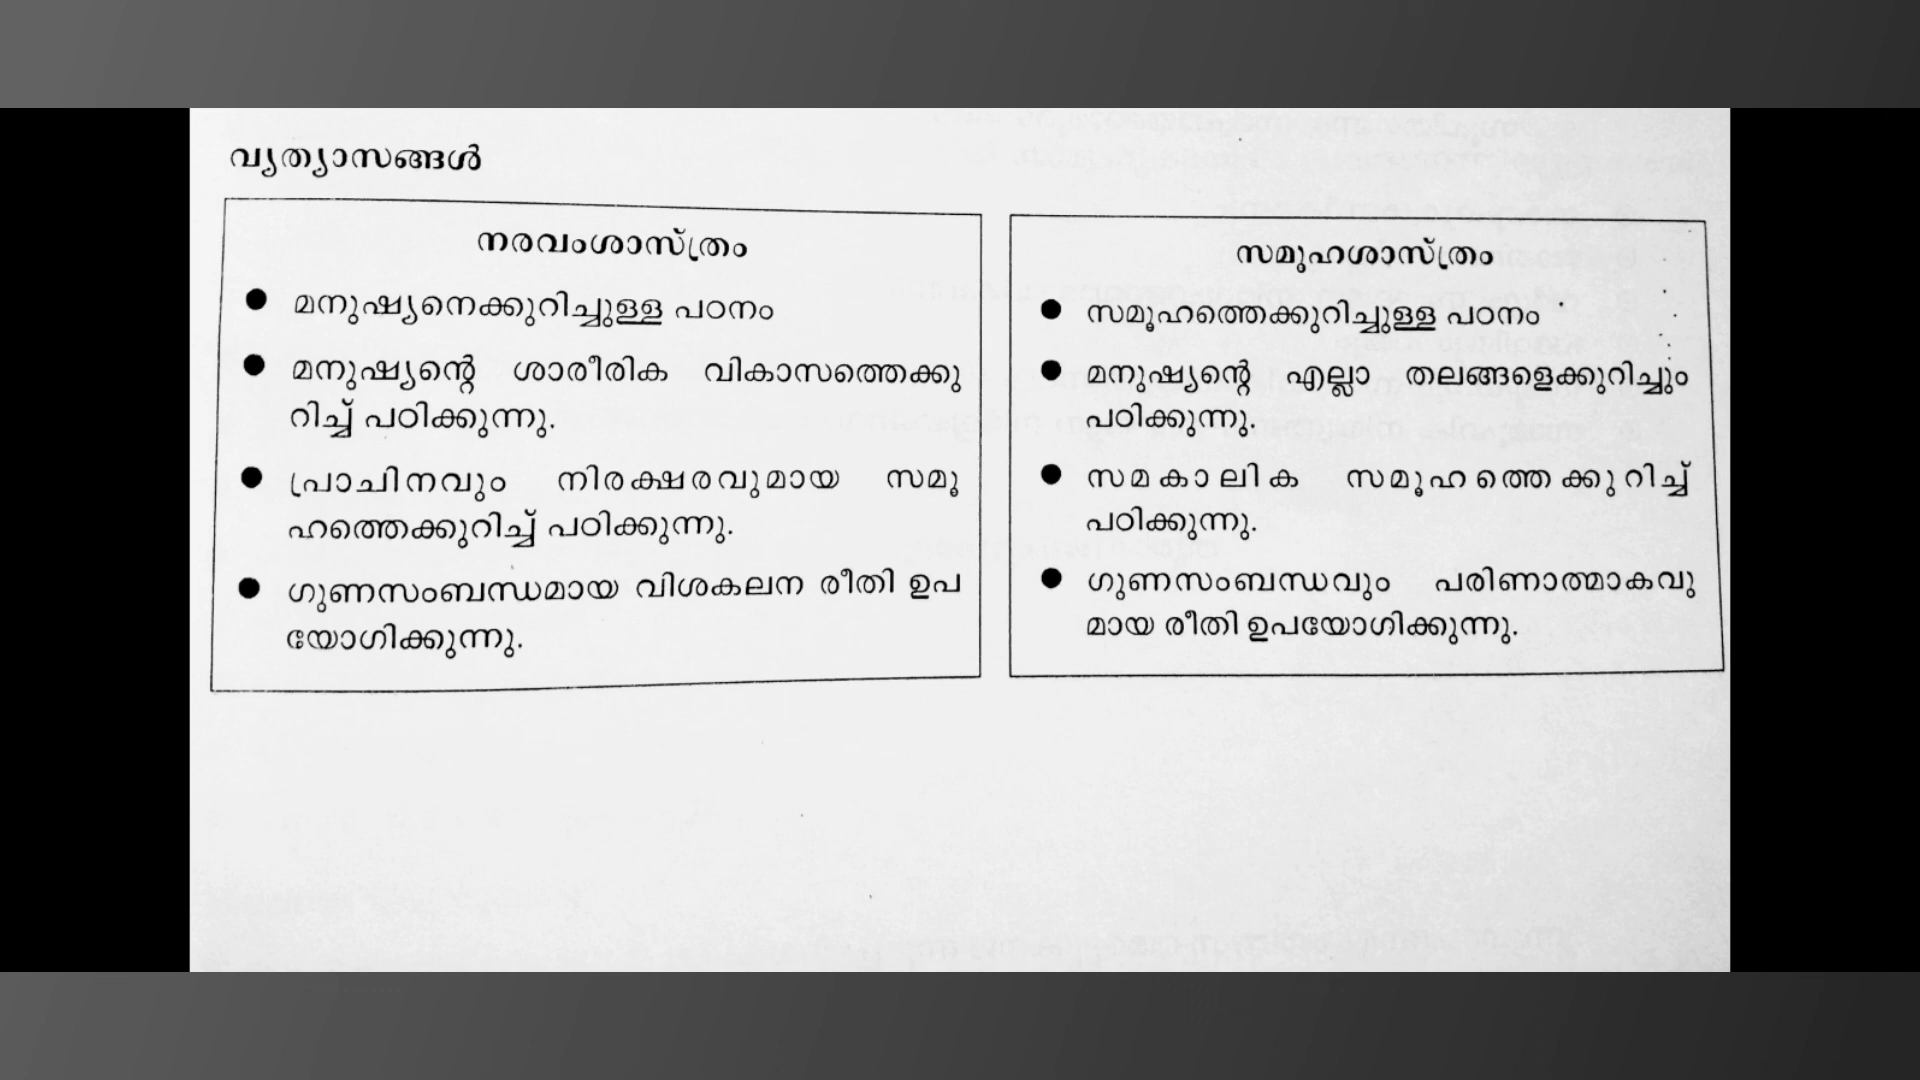 വ്യത്യാസങ്ങൾ
നരവംശാസ്ത്രം
● മനുഷ്യനെക്കുറിച്ചുള്ള പഠനം
● മനുഷ്യന്റെ ശാരീരിക വികാസത്തെക്കു
റിച്ച് പഠിക്കുന്നു.
● പ്രാചിനവും നിരക്ഷരവുമായ സമൂ
ഹത്തെക്കുറിച്ച് പഠിക്കുന്നു.
● ഗുണസംബന്ധമായ വിശകലന രീതി ഉപ
യോഗിക്കുന്നു.
സമൂഹശാസ്ത്രം
● സമൂഹത്തെക്കുറിച്ചുള്ള പഠനം
● മനുഷ്യന്റെ എല്ലാ തലങ്ങളെക്കുറിച്ചും
പഠിക്കുന്നു.
● സമകാലിക സമൂഹത്തെക്കുറിച്ച്
പഠിക്കുന്നു.
● ഗുണസംബന്ധവും പരിണാത്മാകവു
മായ രീതി ഉപയോഗിക്കുന്നു.